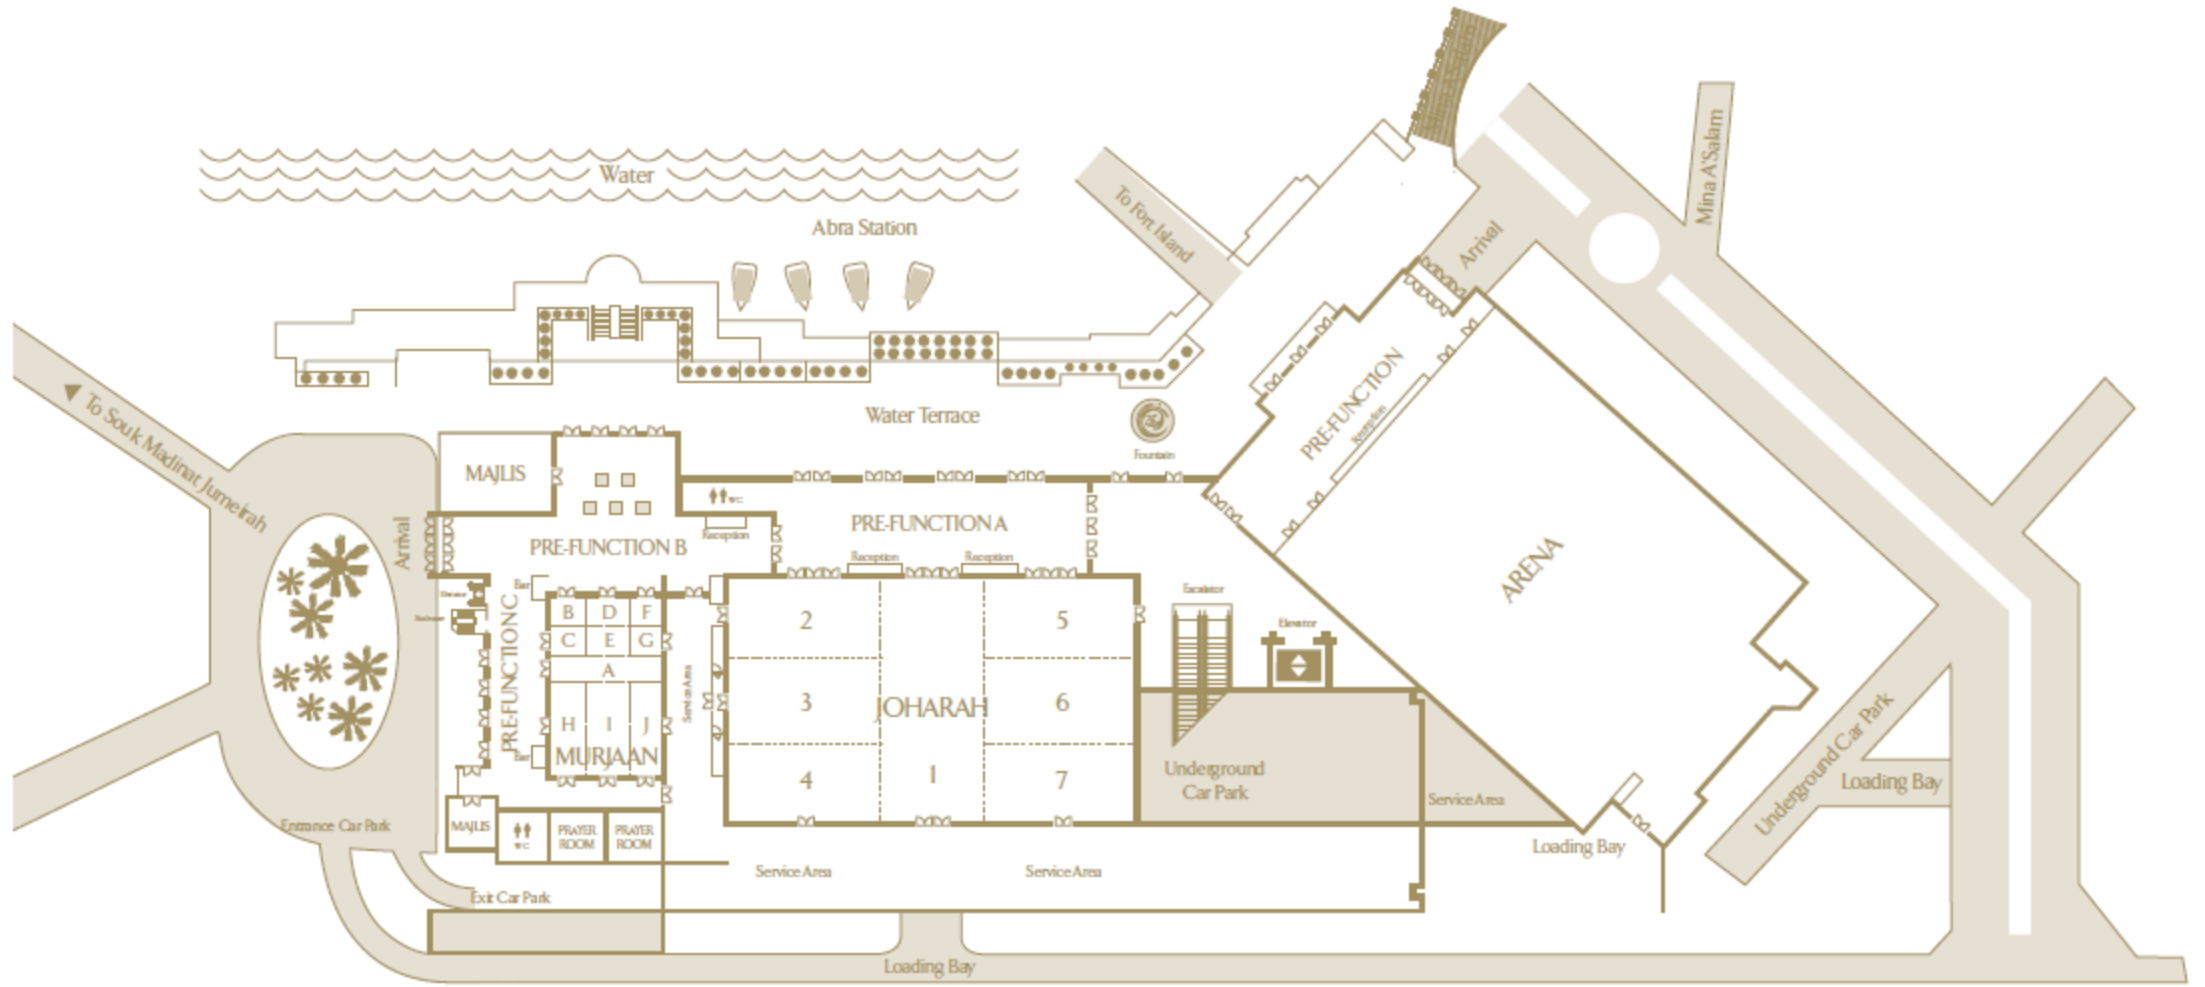 Water
Abra Station
To Fort Island
Mina A'Salam
Arrival
To Souk Madinat Jumeirah
Water Terrace
Fountain
PRE-FUNCTION
Reception
ARENA
MAJLIS
WC
Reception
PRE-FUNCTION A
Reception
Reception
Arrival
PRE-FUNCTION B
Bar
Elevator
Staircase
PRE-FUNCTION C
B
D
F
C
E
G
A
H
I
J
MURJAAN
Bar
Service Area
2
5
3
JOHARAH
6
4
1
7
Escalator
Elevator
Underground
Car Park
Service Area
Underground Car Park
Loading Bay
Loading Bay
Entrance Car Park
MAJLIS
WC
PRAYER
ROOM
PRAYER
ROOM
Service Area
Service Area
Exit Car Park
Loading Bay